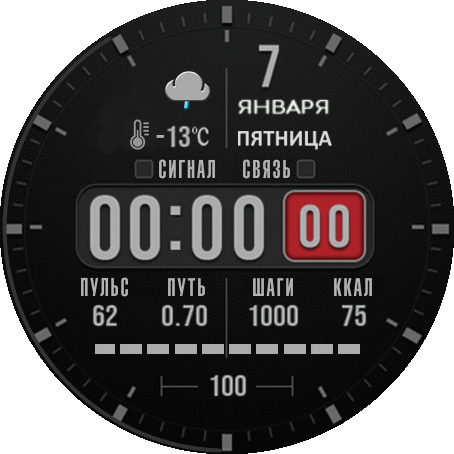 7
ЯНВАРЯ
-13°C
ПЯТНИЦА
СИГНАЛ СВЯЗЬ
00:00 00
ПУЛЬС ПУТЬ ШАГИ ККАЛ
62 0.70 1000 75
100